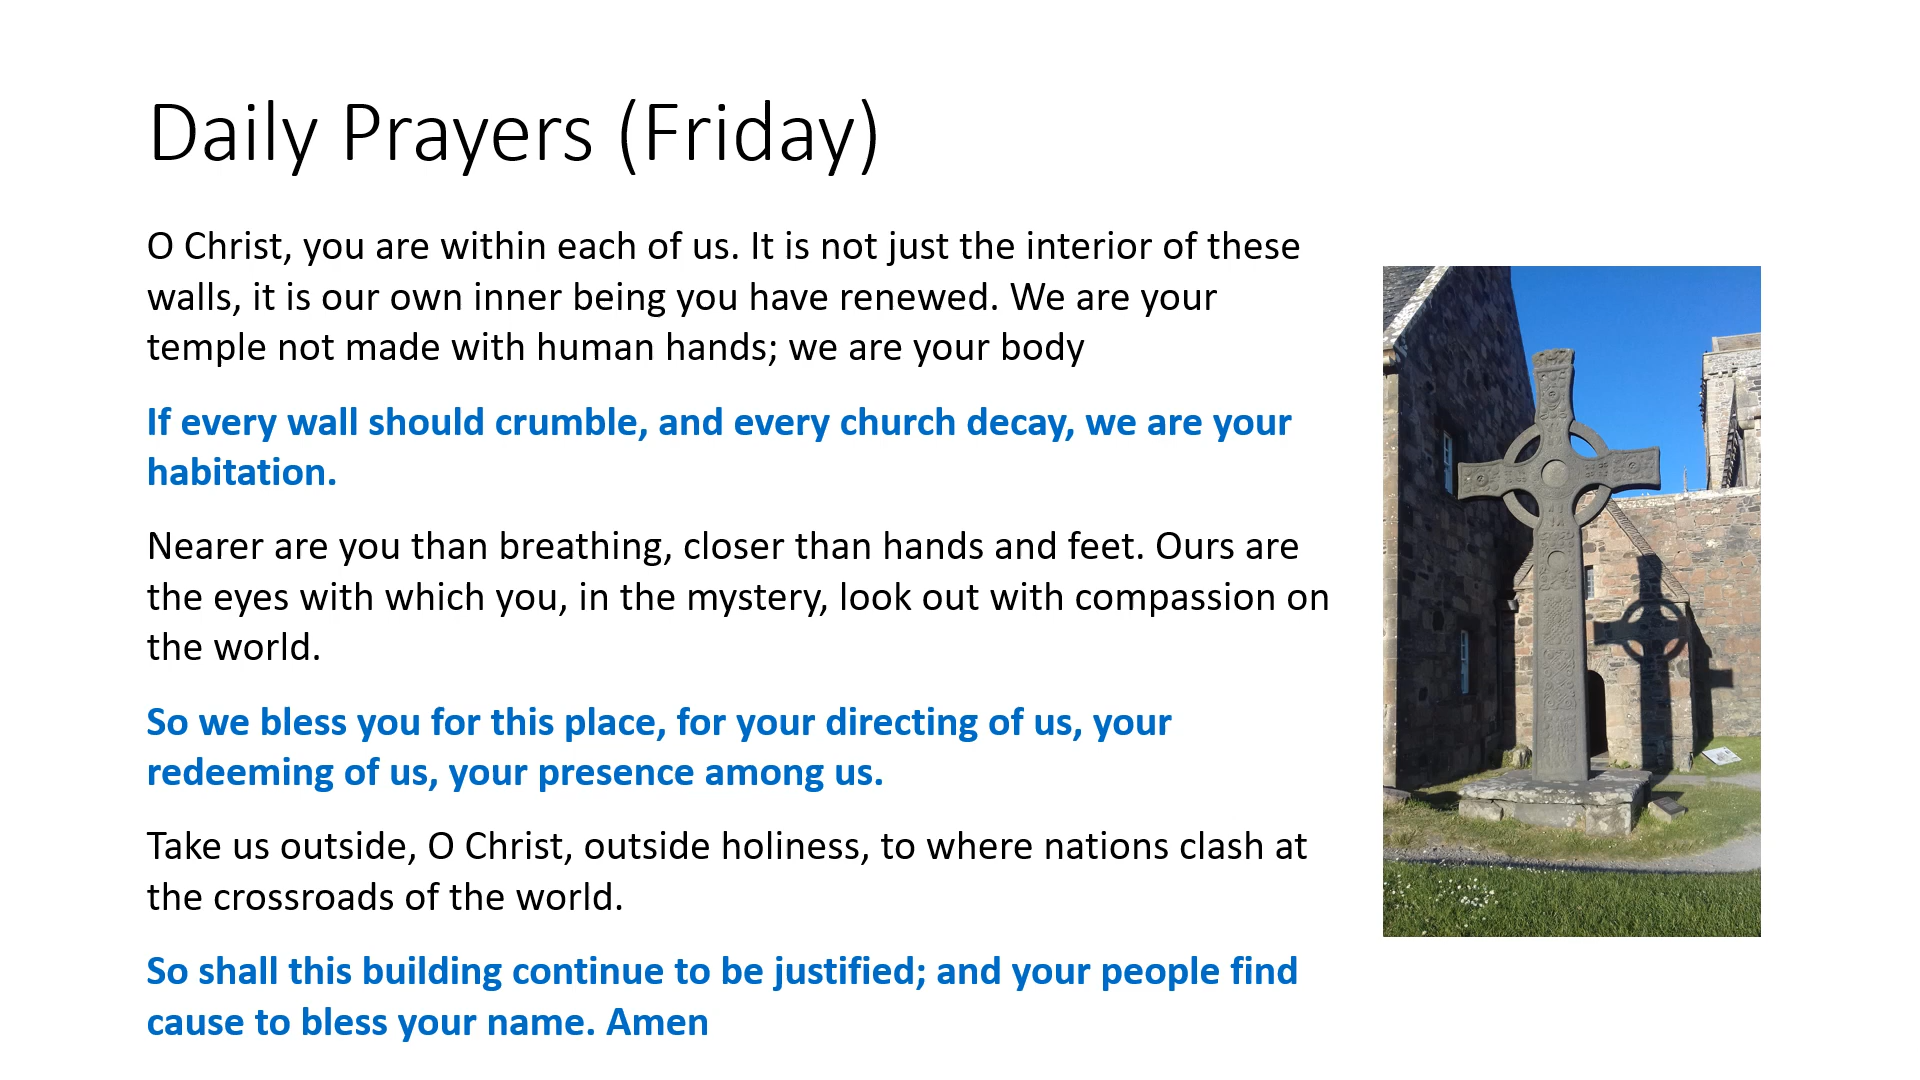 Daily Prayers (Friday)
O Christ, you are within each of us. It is not just the interior of these
walls, it is our own inner being you have renewed. We are your
temple not made with human hands; we are your body
If every wall should crumble, and every church decay, we are your
habitation.
Nearer are you than breathing, closer than hands and feet. Ours are
the eyes with which you, in the mystery, look out with compassion on
the world.
So we bless you for this place, for your directing of us, your
redeeming of us, your presence among us.
Take us outside, O Christ, outside holiness, to where nations clash at
the crossroads of the world.
So shall this building continue to be justified; and your people find
cause to bless your name. Amen